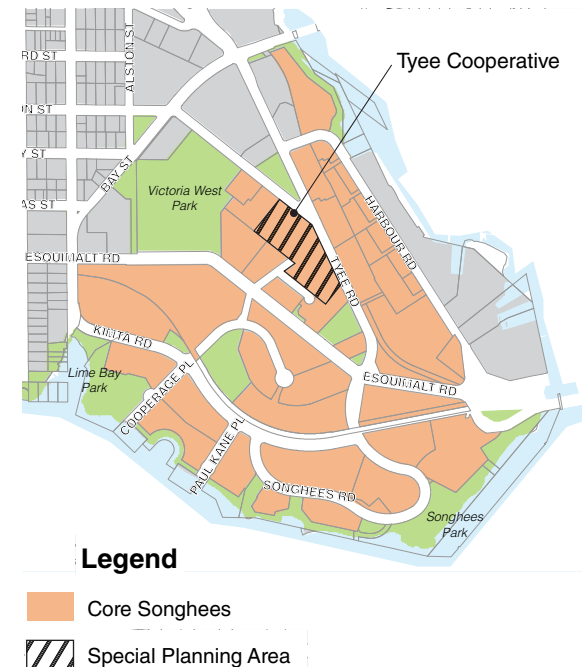 Tyee Cooperative
RD ST
ALSTON ST
N ST
Y ST
BAY ST
AS ST
Victoria West
Park
HARBOUR RD
TYEE RD
ESQUIMALT RD
KIMTA RD
Lime Bay
Park
COOPERAGE PL
ESQUIMALT RD
PAUL KANE PL
SONGHEES RD
Songhees
Park
Legend
Core Songhees
Special Planning Area